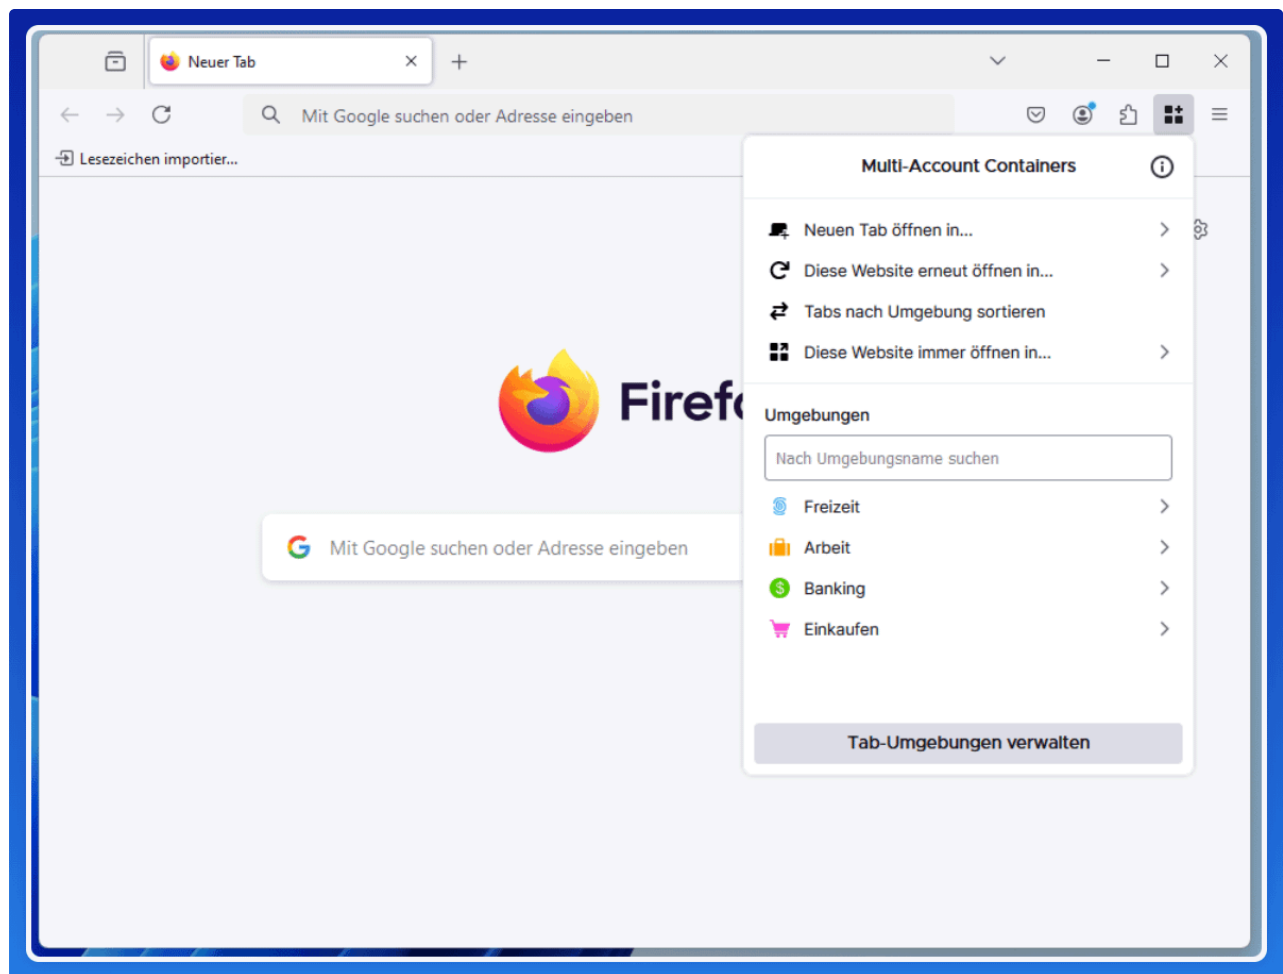 Neuer Tab
Mit Google suchen oder Adresse eingeben
Lesezeichen importier...
Multi-Account Containers
Neuen Tab öffnen in...
Diese Website erneut öffnen in...
Tabs nach Umgebung sortieren
Diese Website immer öffnen in...
Firefo
Umgebungen
Nach Umgebungsname suchen
Freizeit
Mit Google suchen oder Adresse eingeben
Arbeit
Banking
Einkaufen
Tab-Umgebungen verwalten